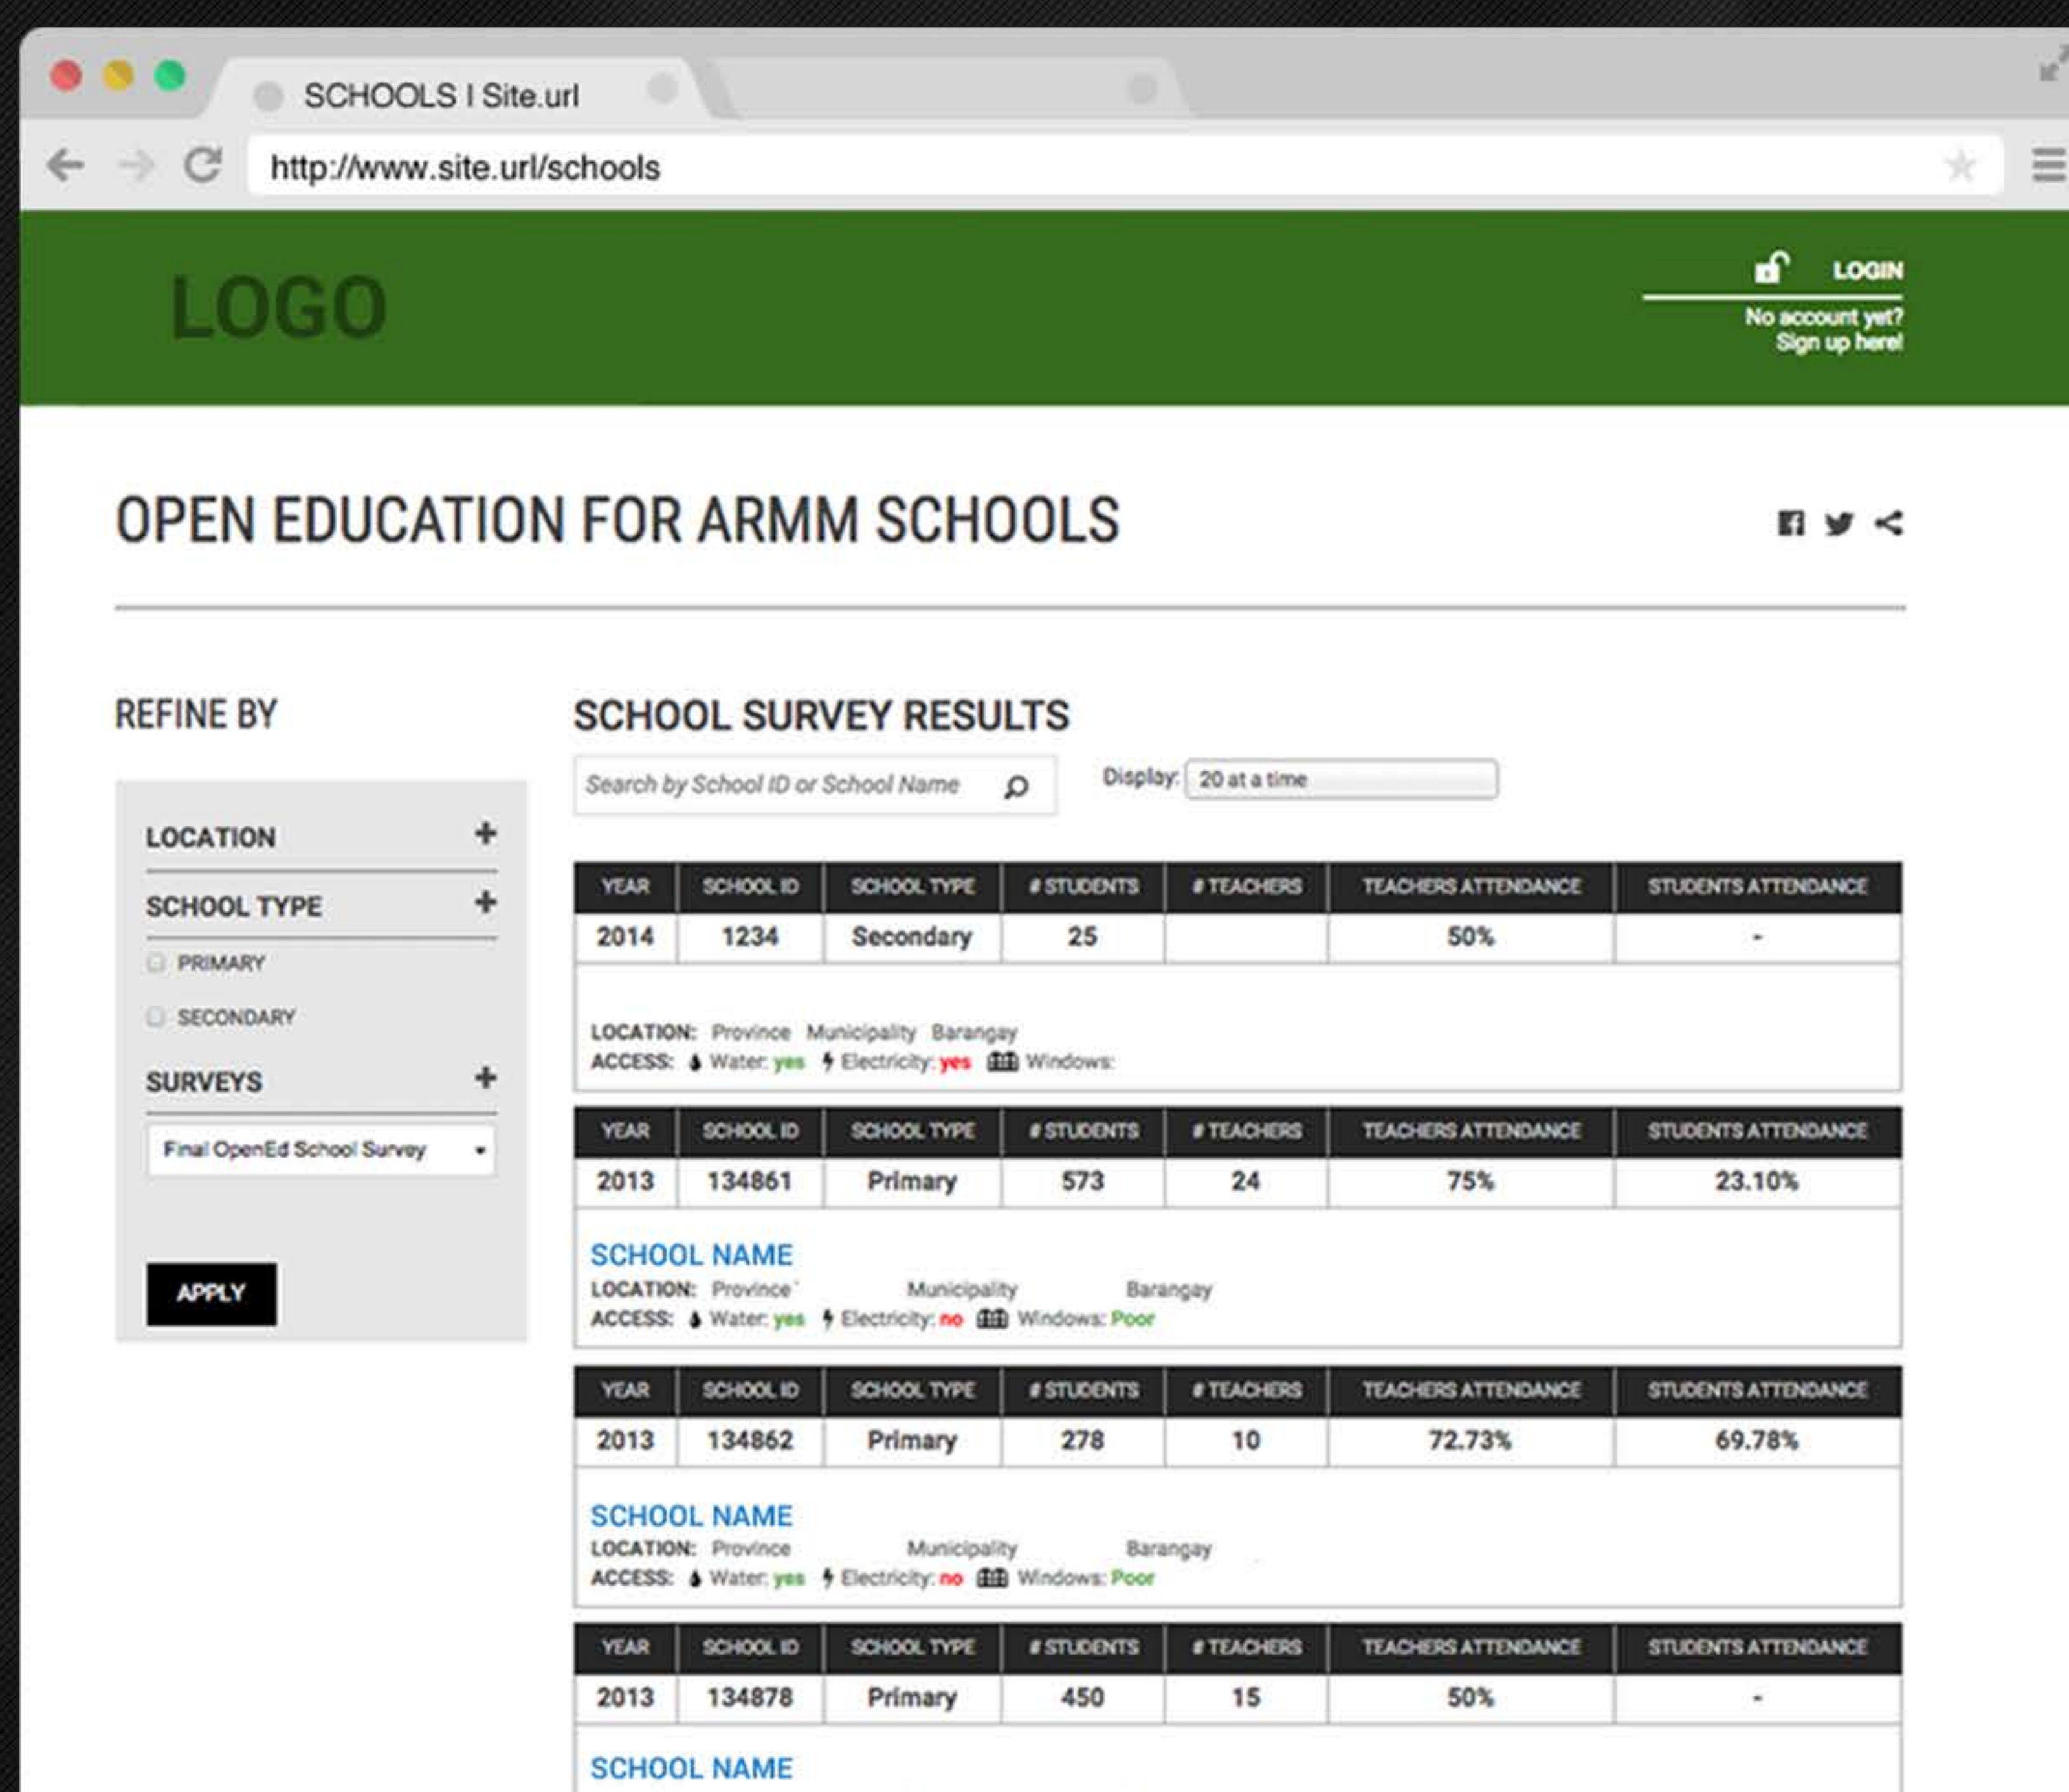 SCHOOLS | Site.url
http://www.site.url/schools
LOGO
LOGIN
No account yet?
Sign up here!
OPEN EDUCATION FOR ARMM SCHOOLS
REFINE BY
LOCATION +
SCHOOL TYPE +
PRIMARY
SECONDARY
SURVEYS +
Final OpenEd School Survey
APPLY
SCHOOL SURVEY RESULTS
Search by School ID or School Name
Display: 20 at a time
YEAR SCHOOL ID SCHOOL TYPE # STUDENTS # TEACHERS TEACHERS ATTENDANCE STUDENTS ATTENDANCE
2014 1234 Secondary 25 50% -
LOCATION: Province Municipality Barangay
ACCESS: Water: yes Electricity: yes Windows:
YEAR SCHOOL ID SCHOOL TYPE # STUDENTS # TEACHERS TEACHERS ATTENDANCE STUDENTS ATTENDANCE
2013 134861 Primary 573 24 75% 23.10%
SCHOOL NAME
LOCATION: Province Municipality Barangay
ACCESS: Water: yes Electricity: no Windows: Poor
YEAR SCHOOL ID SCHOOL TYPE # STUDENTS # TEACHERS TEACHERS ATTENDANCE STUDENTS ATTENDANCE
2013 134862 Primary 278 10 72.73% 69.78%
SCHOOL NAME
LOCATION: Province Municipality Barangay
ACCESS: Water: yes Electricity: no Windows: Poor
YEAR SCHOOL ID SCHOOL TYPE # STUDENTS # TEACHERS TEACHERS ATTENDANCE STUDENTS ATTENDANCE
2013 134878 Primary 450 15 50% -
SCHOOL NAME